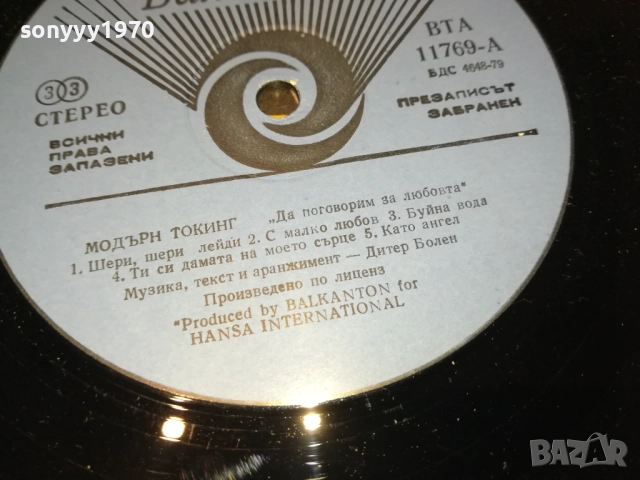 sonyyy1970
33
СТЕРЕО
ВСИЧКИ
ПРАВА
ЗАПАЗЕНИ
ВТА
11769-А
БДС 4648-79
ПРЕЗАПИСЪТ
ЗАБРАНЕН
МОДЪРН ТОКИНГ „Да поговорим за любовта"
1. Шери, шери лейди 2. С малко любов 3. Буйна вода
4. Ти си дамата на моето сърце 5. Като ангел
Музика, текст и аранжимент — Дитер Болен
Произведено по лиценз
"Produced by BALKANTON for
HANSA INTERNATIONAL
BAZAR